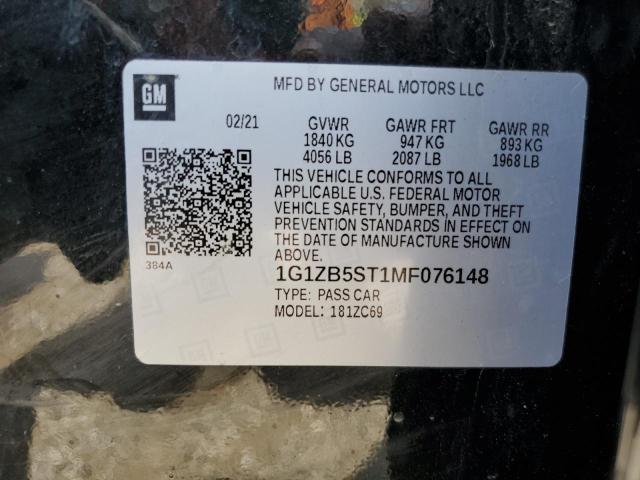 GM
MFD BY GENERAL MOTORS LLC
02/21 GVWR GAWR FRT GAWR RR
1840 KG 947 KG 893 KG
4056 LB 2087 LB 1968 LB
THIS VEHICLE CONFORMS TO ALL
APPLICABLE U.S. FEDERAL MOTOR
VEHICLE SAFETY, BUMPER, AND THEFT
PREVENTION STANDARDS IN EFFECT ON
THE DATE OF MANUFACTURE SHOWN
ABOVE.
384A
1G1ZB5ST1MF076148
TYPE: PASS CAR
MODEL: 181ZC69